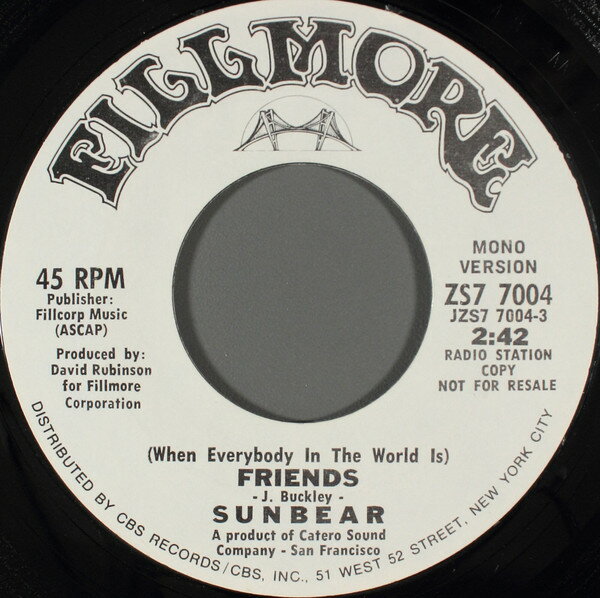 FILLMORE
45 RPM
Publisher:
Fillcorp Music
(ASCAP)
Produced by:
David Rubinson
for Fillmore
Corporation
MONO
VERSION
ZS7 7004
JZS7 7004-3
2:42
RADIO STATION
COPY
NOT FOR RESALE
(When Everybody In The World Is)
FRIENDS
- J. Buckley -
SUNBEAR
A product of Catero Sound
Company - San Francisco
DISTRIBUTED BY CBS RECORDS/CBS, INC., 51 WEST 52 STREET, NEW YORK CITY